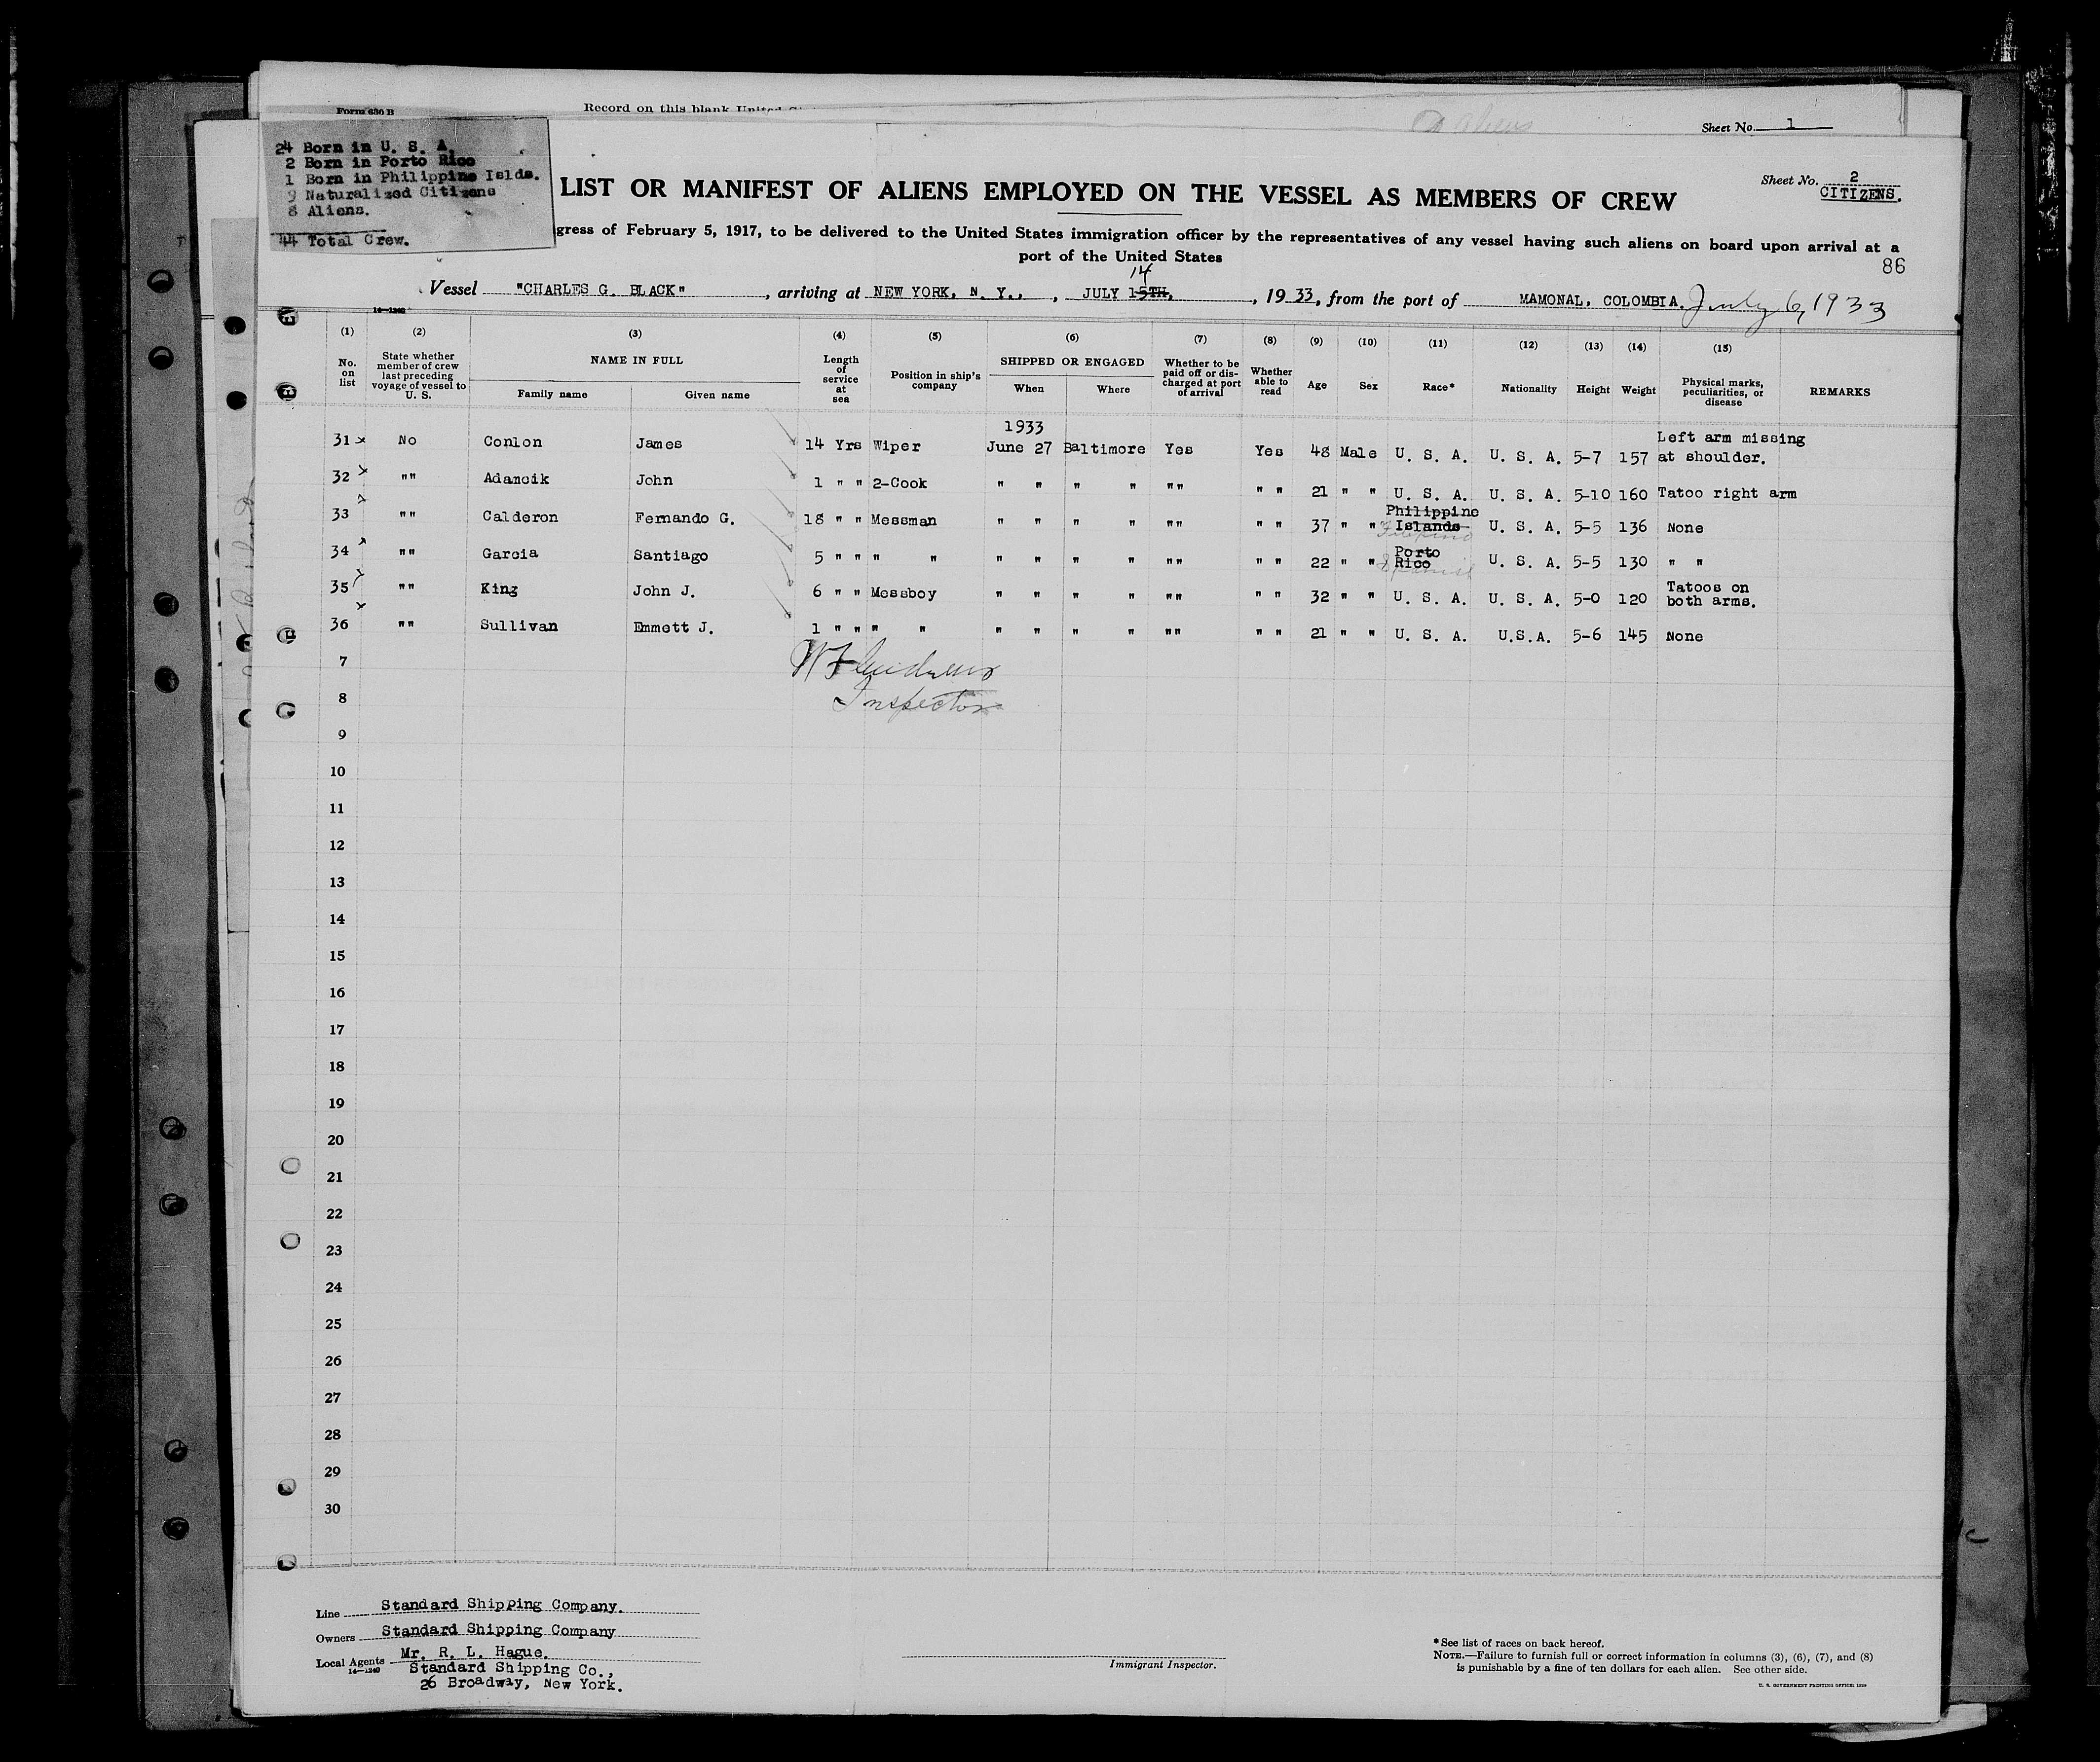 Form 630 B
Record on this blank United
Sheet No. 1
24 Born in U. S. A.
2 Born in Porto Rico
1 Born in Philippine Islds.
9 Naturalized Citizens
8 Aliens.
44 Total Crew.
LIST OR MANIFEST OF ALIENS EMPLOYED ON THE VESSEL AS MEMBERS OF CREW
Sheet No. 2
CITIZENS.
gress of February 5, 1917, to be delivered to the United States immigration officer by the representatives of any vessel having such aliens on board upon arrival at a
port of the United States
86
14
Vessel "CHARLES G. BLACK", arriving at NEW YORK, N. Y., , JULY 15TH, , 1933, from the port of MAMONAL, COLOMBIA. July 6, 1933
14—1240
(1) (2) (3) (4) (5) (6) (7) (8) (9) (10) (11) (12) (13) (14) (15)
No. on list
State whether member of crew last preceding voyage of vessel to U. S.
NAME IN FULL
Family name
Given name
Length of service at sea
Position in ship's company
SHIPPED OR ENGAGED
When
Where
Whether to be paid off or discharged at port of arrival
Whether able to read
Age
Sex
Race*
Nationality
Height
Weight
Physical marks, peculiarities, or disease
REMARKS
1933
31 No Conlon James 14 Yrs Wiper June 27 Baltimore Yes Yes 48 Male U. S. A. U. S. A. 5-7 157 Left arm missing at shoulder.
32 "" Adamcik John 1 " " 2-Cook " " " " "" " " 21 " " U. S. A. U. S. A. 5-10 160 Tatoo right arm
33 "" Calderon Fernando G. 18 " " Messman " " " " "" " " 37 " " Philippine Islands Filipino U. S. A. 5-5 136 None
34 "" Garcia Santiago 5 " " " " " " " " "" " " 22 " " Porto Rico Spanish U. S. A. 5-5 130 " "
35 "" King John J. 6 " " Messboy " " " " "" " " 32 " " U. S. A. U. S. A. 5-0 120 Tatoos on both arms.
36 "" Sullivan Emmett J. 1 " " " " " " " " "" " " 21 " " U. S. A. U.S.A. 5-6 145 None
7
Inspector
8
9
10
11
12
13
14
15
16
17
18
19
20
21
22
23
24
25
26
27
28
29
30
Line Standard Shipping Company.
Owners Standard Shipping Company
Local Agents Mr. R. L. Hague.
14—1240 Standard Shipping Co.,
26 Broadway, New York.
Immigrant Inspector.
*See list of races on back hereof.
NOTE.—Failure to furnish full or correct information in columns (3), (6), (7), and (8)
is punishable by a fine of ten dollars for each alien. See other side.
U. S. GOVERNMENT PRINTING OFFICE: 1929